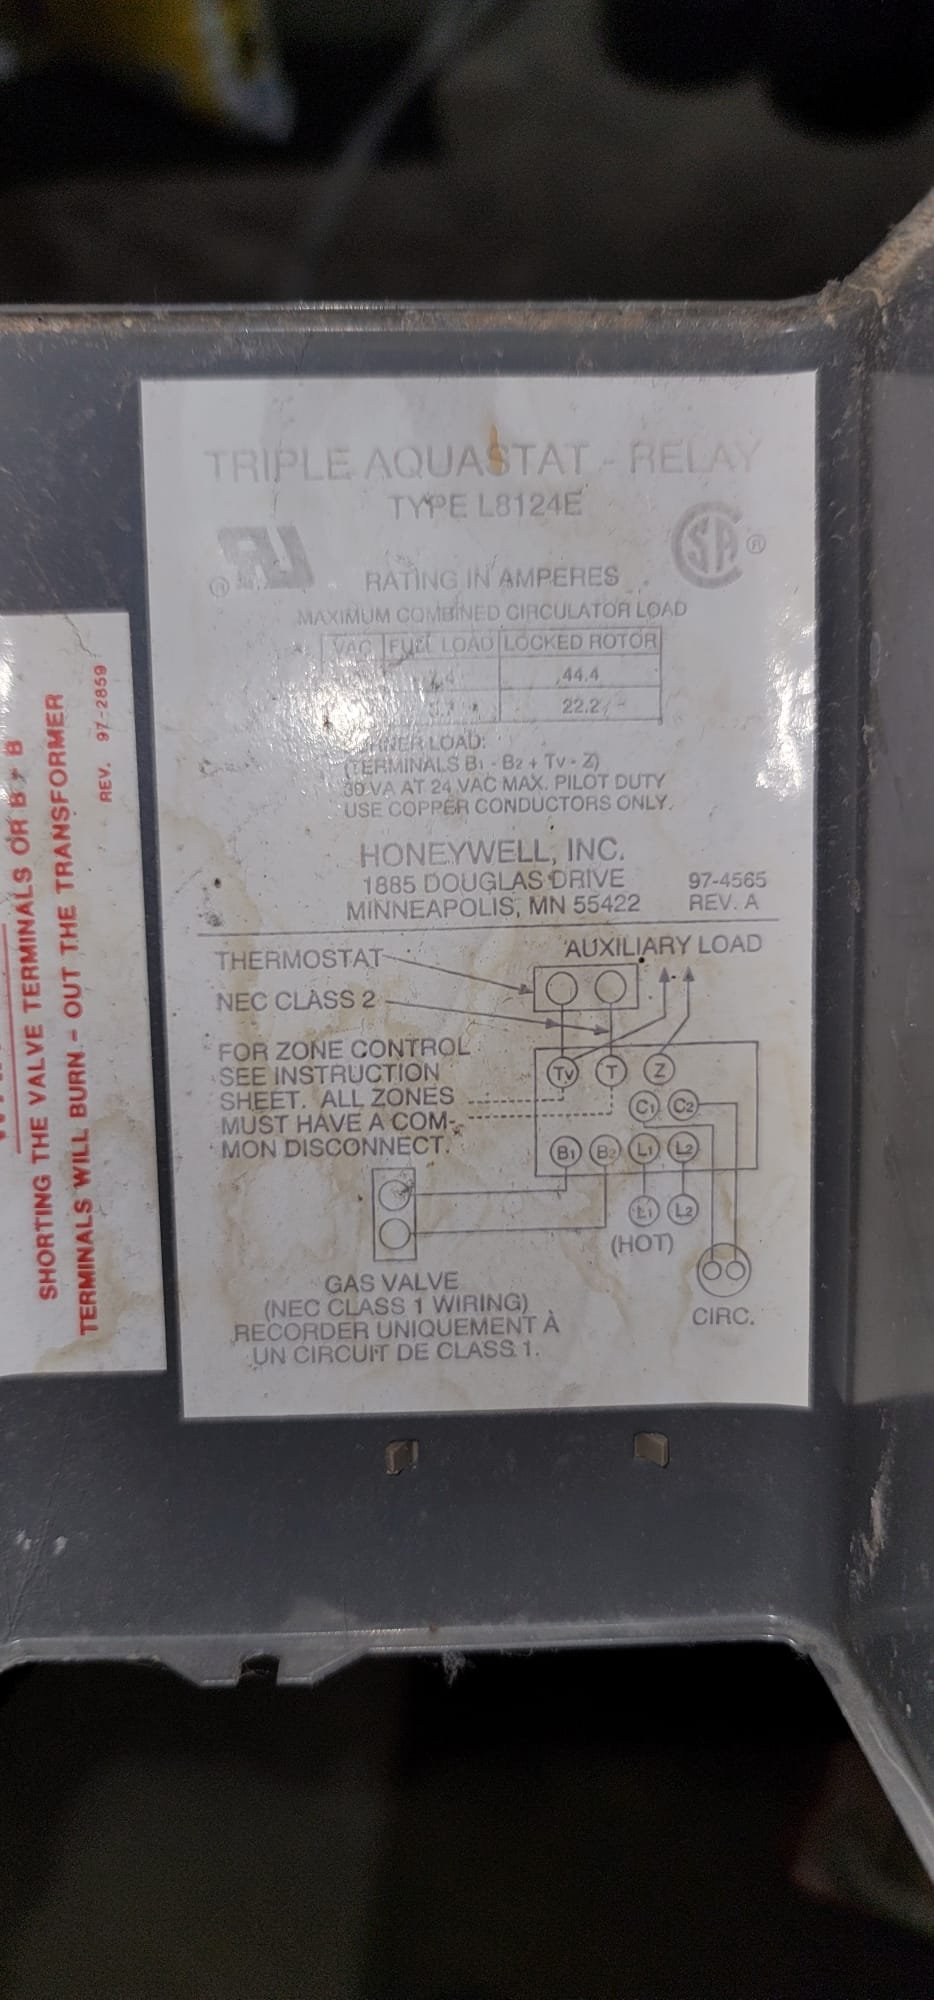 TRIPLE AQUASTAT - RELAY
TYPE L8124E
RATING IN AMPERES
MAXIMUM COMBINED CIRCULATOR LOAD
VAC FULL LOAD LOCKED ROTOR
44.4
22.2
LOAD:
(TERMINALS B1 - B2 + TV - Z)
30 VA AT 24 VAC MAX. PILOT DUTY
USE COPPER CONDUCTORS ONLY.
HONEYWELL, INC.
1885 DOUGLAS DRIVE
MINNEAPOLIS, MN 55422
97-4565
REV. A
THERMOSTAT
AUXILIARY LOAD
NEC CLASS 2
FOR ZONE CONTROL
SEE INSTRUCTION
SHEET. ALL ZONES
MUST HAVE A COM-
MON DISCONNECT.
TV T Z
C1 C2
B1 B2 L1 L2
L1 L2
(HOT)
GAS VALVE
(NEC CLASS 1 WIRING)
RECORDER UNIQUEMENT À
UN CIRCUIT DE CLASS 1.
CIRC.
SHORTING THE VALVE TERMINALS OR B - B
TERMINALS WILL BURN - OUT THE TRANSFORMER
REV. 97-2859
CSA ®